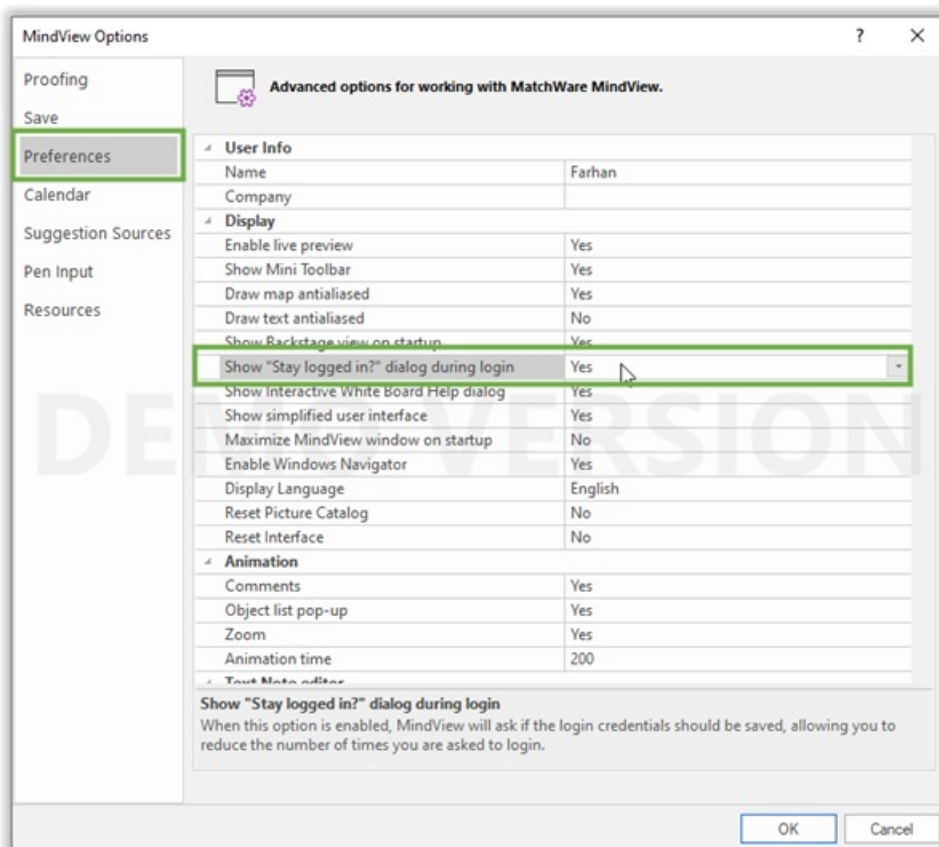 MindView Options ?
Proofing
Save
Preferences
Calendar
Suggestion Sources
Pen Input
Resources
Advanced options for working with MatchWare MindView.
User Info
Name Farhan
Company
Display
Enable live preview Yes
Show Mini Toolbar Yes
Draw map antialiased Yes
Draw text antialiased No
Show Backstage view on startup Yes
Show "Stay logged in?" dialog during login Yes
Show Interactive White Board Help dialog Yes
Show simplified user interface Yes
Maximize MindView window on startup No
Enable Windows Navigator Yes
Display Language English
Reset Picture Catalog No
Reset Interface No
Animation
Comments Yes
Object list pop-up Yes
Zoom Yes
Animation time 200
Text Note editor
Show "Stay logged in?" dialog during login
When this option is enabled, MindView will ask if the login credentials should be saved, allowing you to
reduce the number of times you are asked to login.
OK Cancel
DEMO VERSION